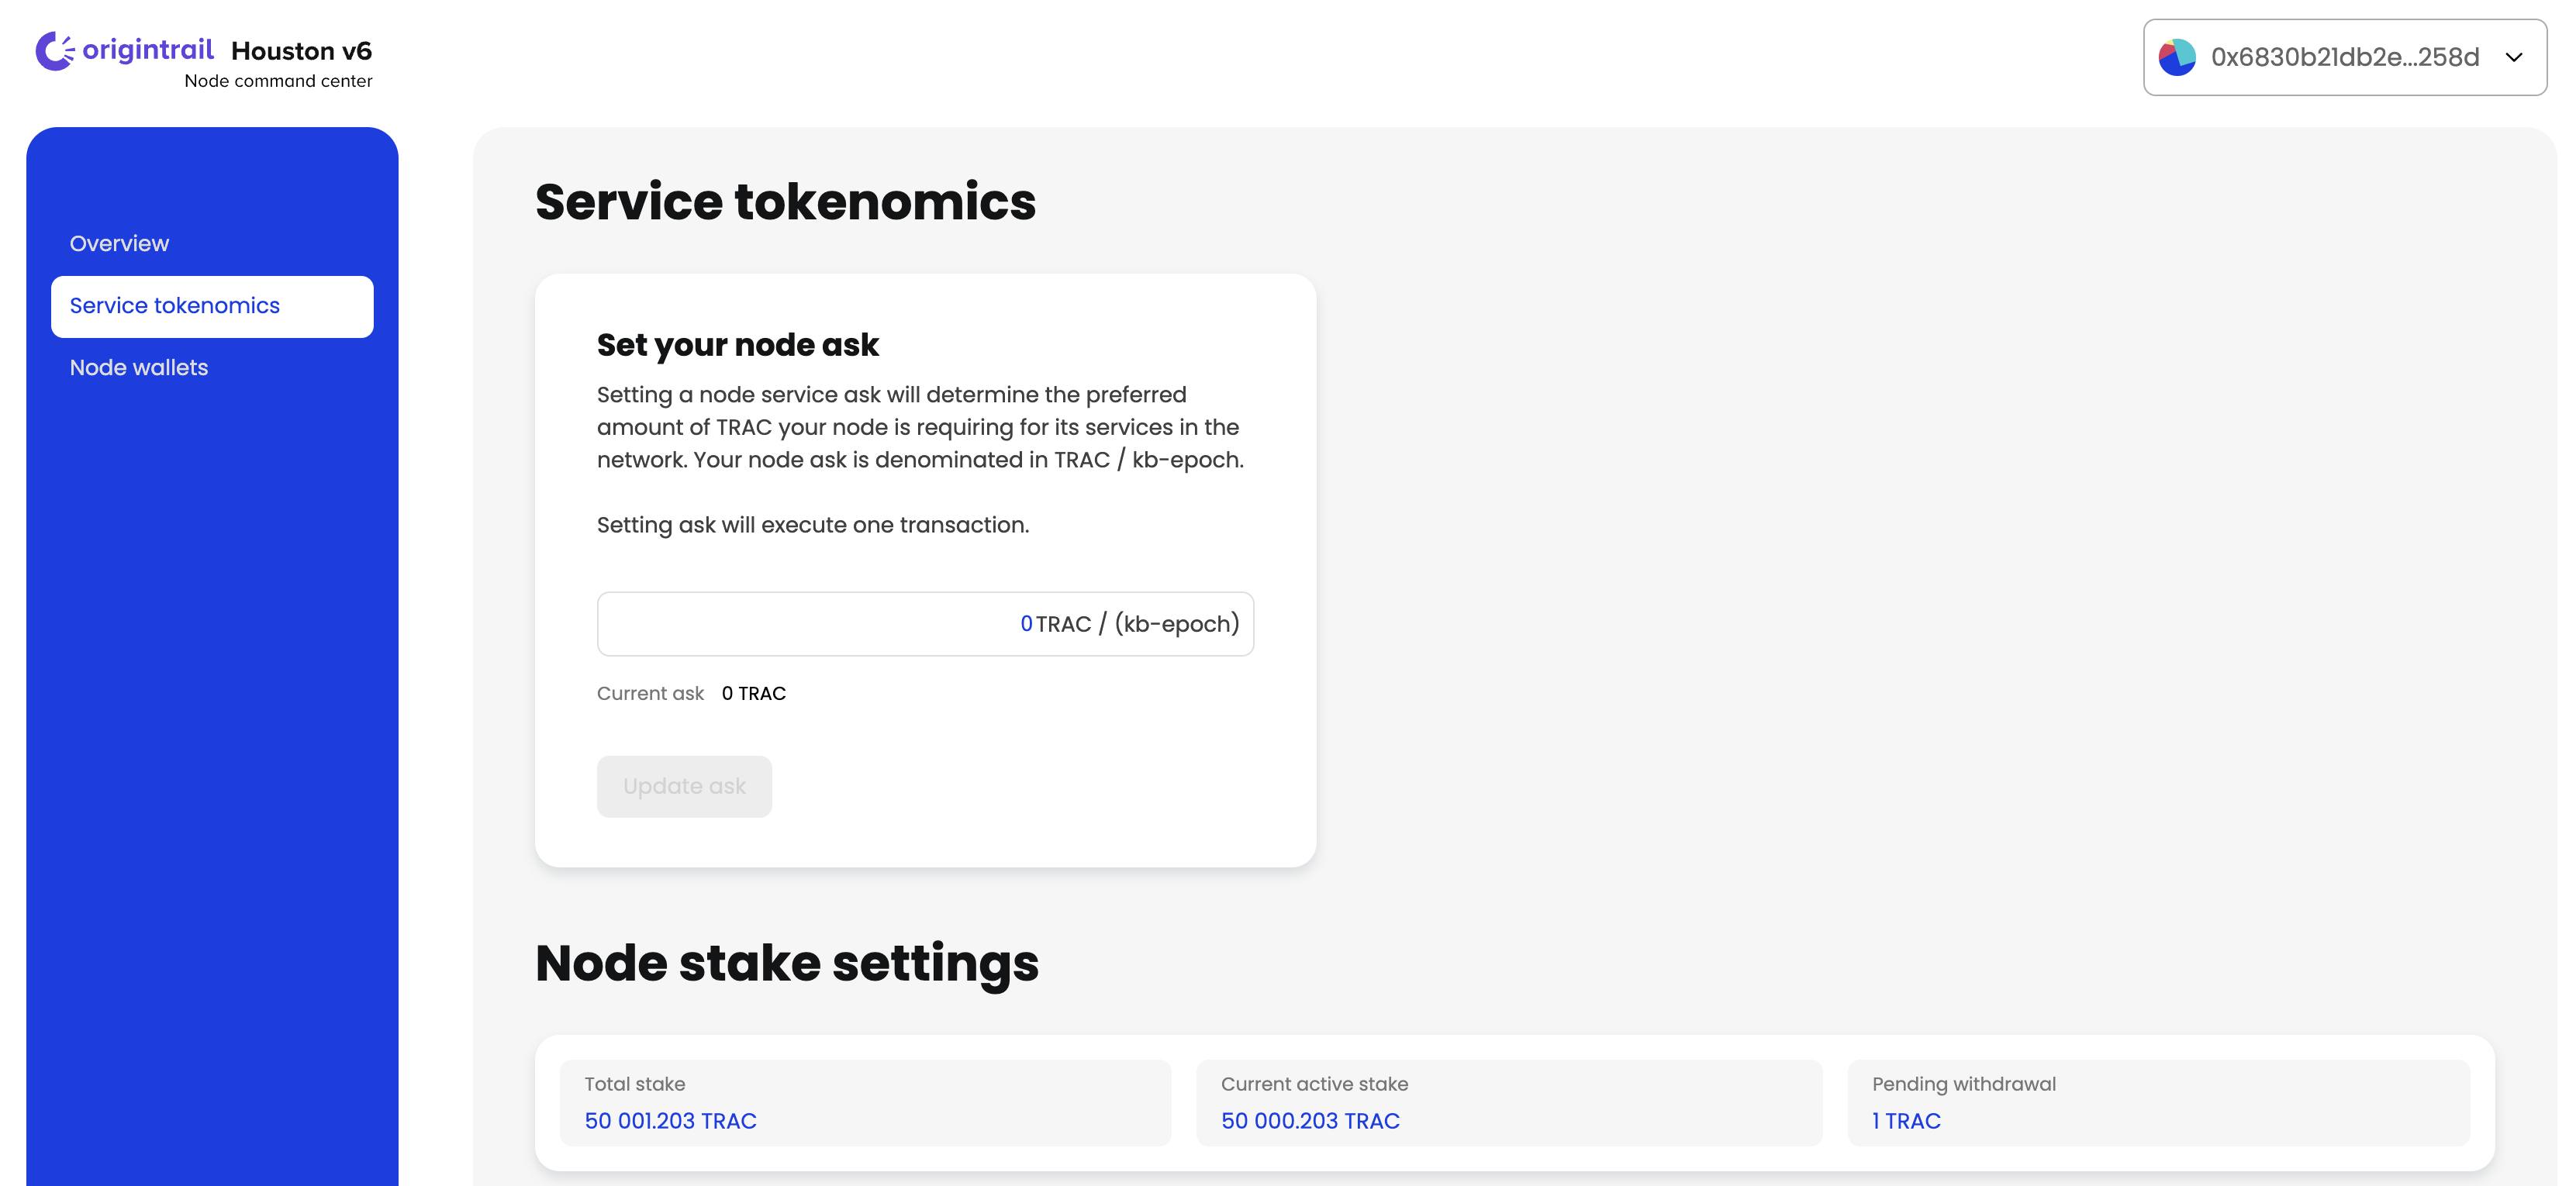 origintrail Houston v6
Node command center
0x6830b21db2e...258d
Overview
Service tokenomics
Node wallets
Service tokenomics
Set your node ask
Setting a node service ask will determine the preferred
amount of TRAC your node is requiring for its services in the
network. Your node ask is denominated in TRAC / kb-epoch.
Setting ask will execute one transaction.
0 TRAC / (kb-epoch)
Current ask 0 TRAC
Update ask
Node stake settings
Total stake
50 001.203 TRAC
Current active stake
50 000.203 TRAC
Pending withdrawal
1 TRAC